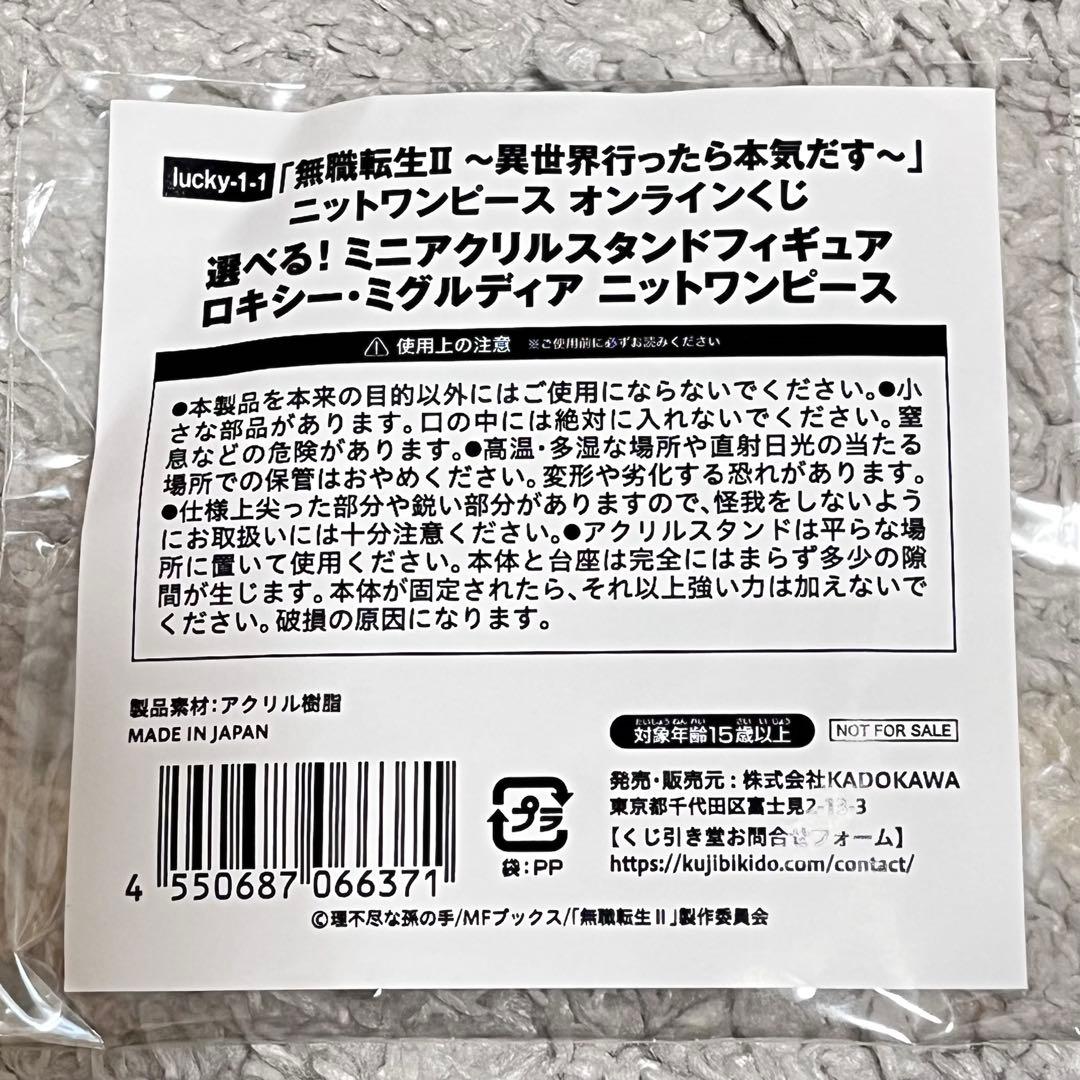 lucky-1-1 「無職転生Ⅱ ～異世界行ったら本気だす～」
ニットワンピース オンラインくじ
選べる！ミニアクリルスタンドフィギュア
ロキシー・ミグルディア ニットワンピース
⚠ 使用上の注意 ※ご使用前に必ずお読みください
●本製品を本来の目的以外にはご使用にならないでください。●小
さな部品があります。口の中には絶対に入れないでください。窒
息などの危険があります。●高温・多湿な場所や直射日光の当たる
場所での保管はおやめください。変形や劣化する恐れがあります。
●仕様上尖った部分や鋭い部分がありますので、怪我をしないよう
にお取扱いには十分注意ください。●アクリルスタンドは平らな場
所に置いて使用ください。本体と台座は完全にはまらず多少の隙
間が生じます。本体が固定されたら、それ以上強い力は加えないで
ください。破損の原因になります。
製品素材：アクリル樹脂
MADE IN JAPAN
たいしょうねんれい さいいじょう
対象年齢15歳以上 NOT FOR SALE
発売・販売元：株式会社KADOKAWA
東京都千代田区富士見2-13-3
【くじ引き堂お問合せフォーム】
https://kujibikido.com/contact/
プラ
袋：PP
4 550687 066371
©理不尽な孫の手/MFブックス/「無職転生Ⅱ」製作委員会